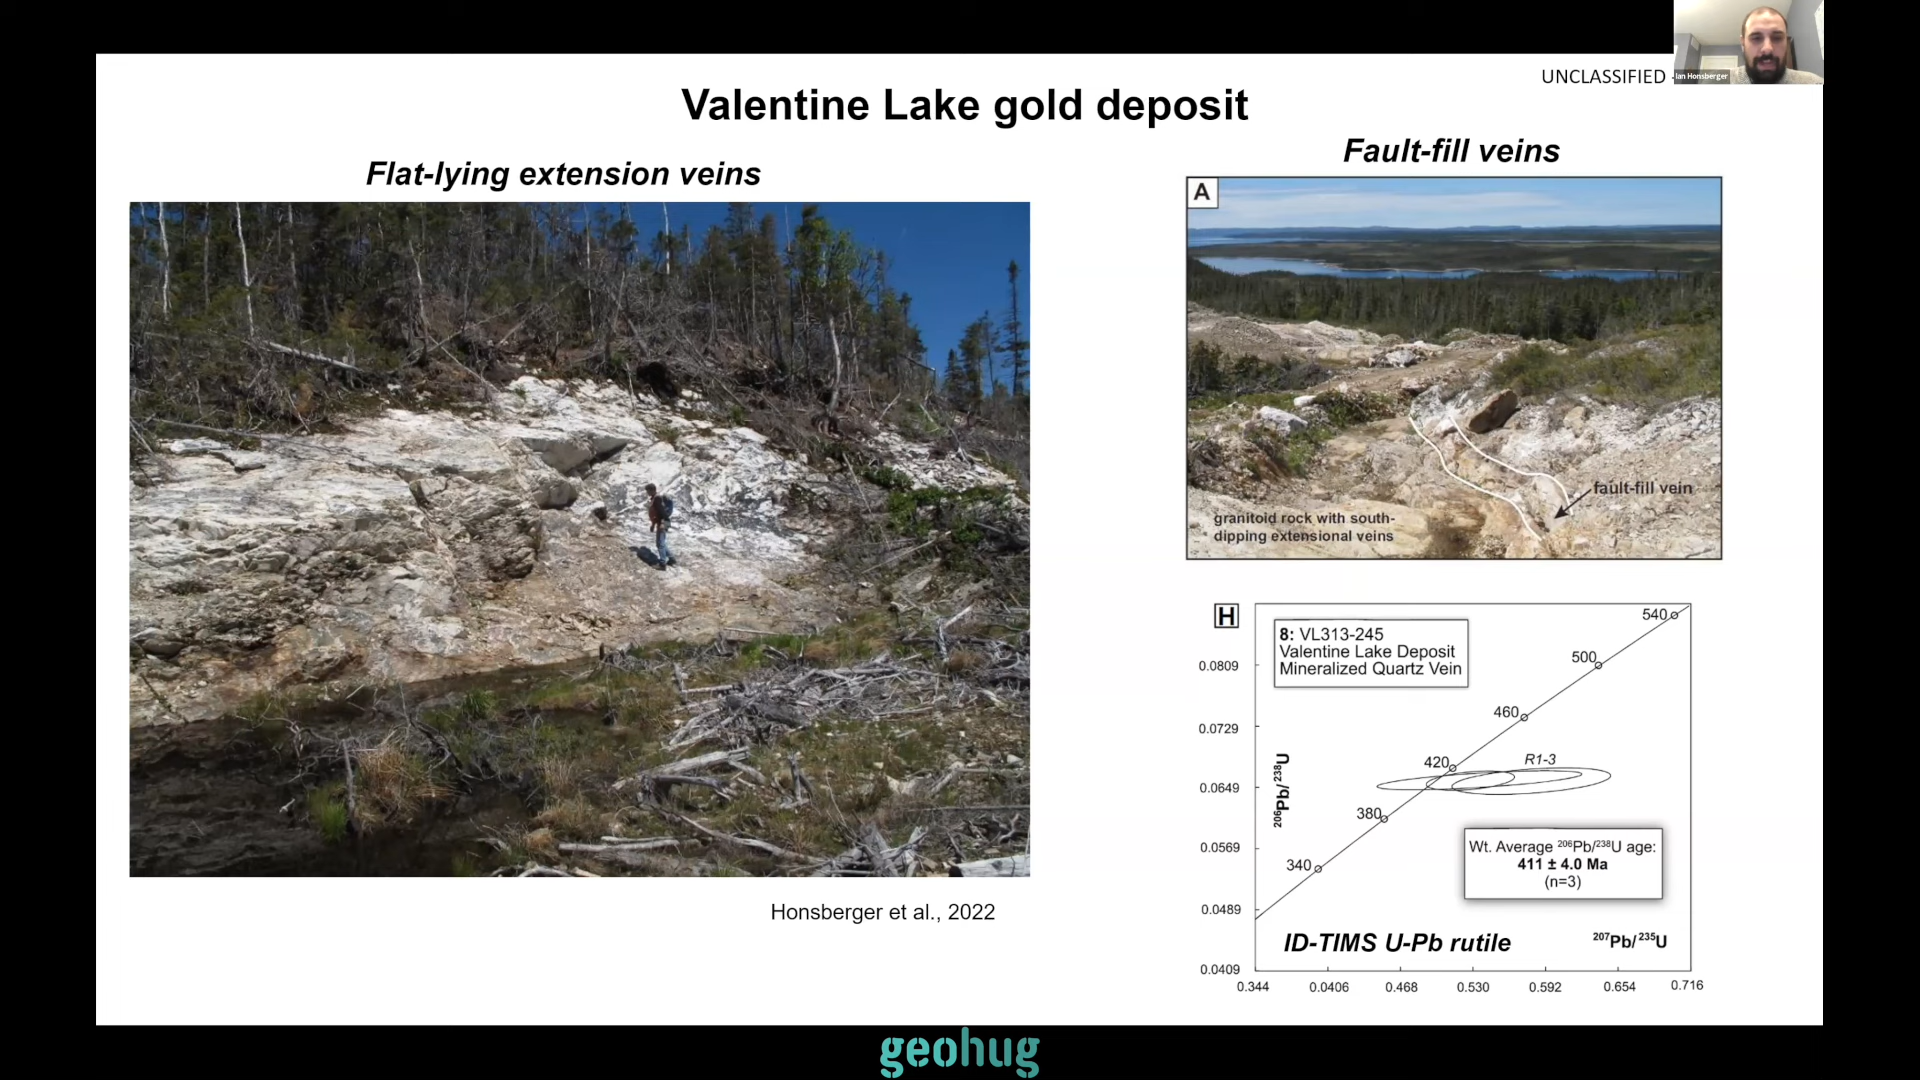 UNCLASSIFIED -
Ian Honsberger
Valentine Lake gold deposit
Flat-lying extension veins
Honsberger et al., 2022
Fault-fill veins
A
fault-fill vein
granitoid rock with south-
dipping extensional veins
H
8: VL313-245
Valentine Lake Deposit
Mineralized Quartz Vein
540
500
460
420
380
340
R1-3
0.0809
0.0729
0.0649
0.0569
0.0489
0.0409
206Pb/238U
Wt. Average 206Pb/238U age:
411 ± 4.0 Ma
(n=3)
ID-TIMS U-Pb rutile
207Pb/235U
0.344 0.0406 0.468 0.530 0.592 0.654 0.716
geohug